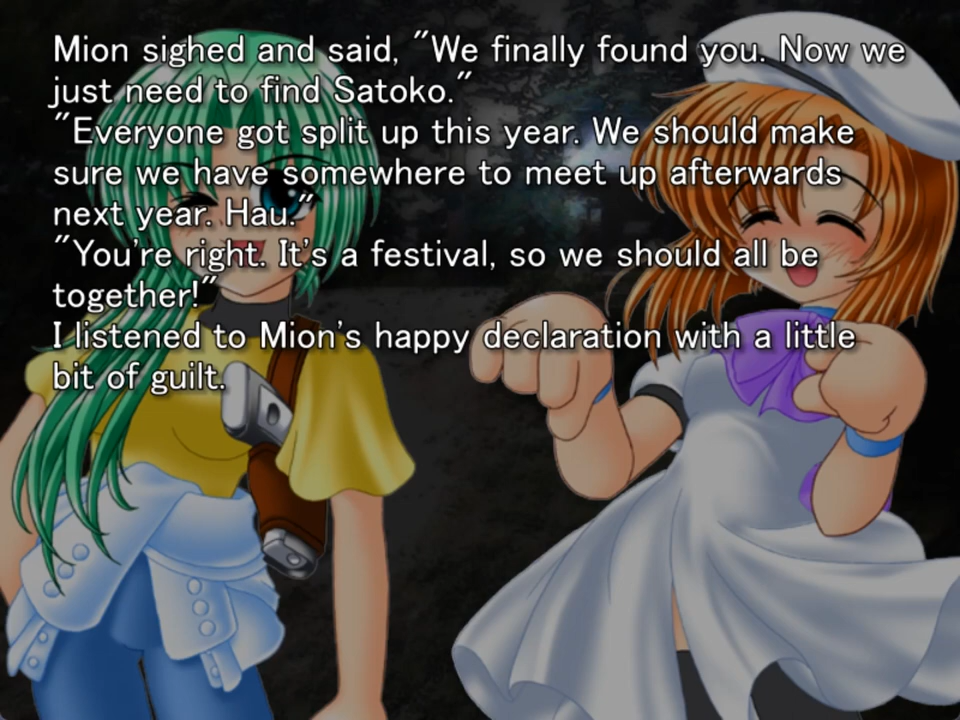 Mion sighed and said, "We finally found you. Now we
just need to find Satoko."
"Everyone got split up this year. We should make
sure we have somewhere to meet up afterwards
next year. Hau."
"You're right. It's a festival, so we should all be
together!"
I listened to Mion's happy declaration with a little
bit of guilt.